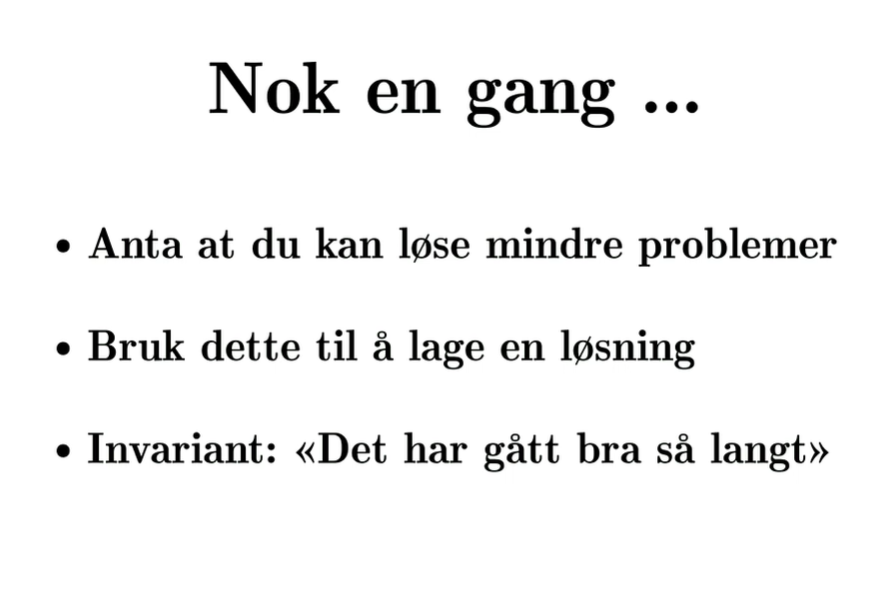 Nok en gang ...
• Anta at du kan løse mindre problemer
• Bruk dette til å lage en løsning
• Invariant: «Det har gått bra så langt»